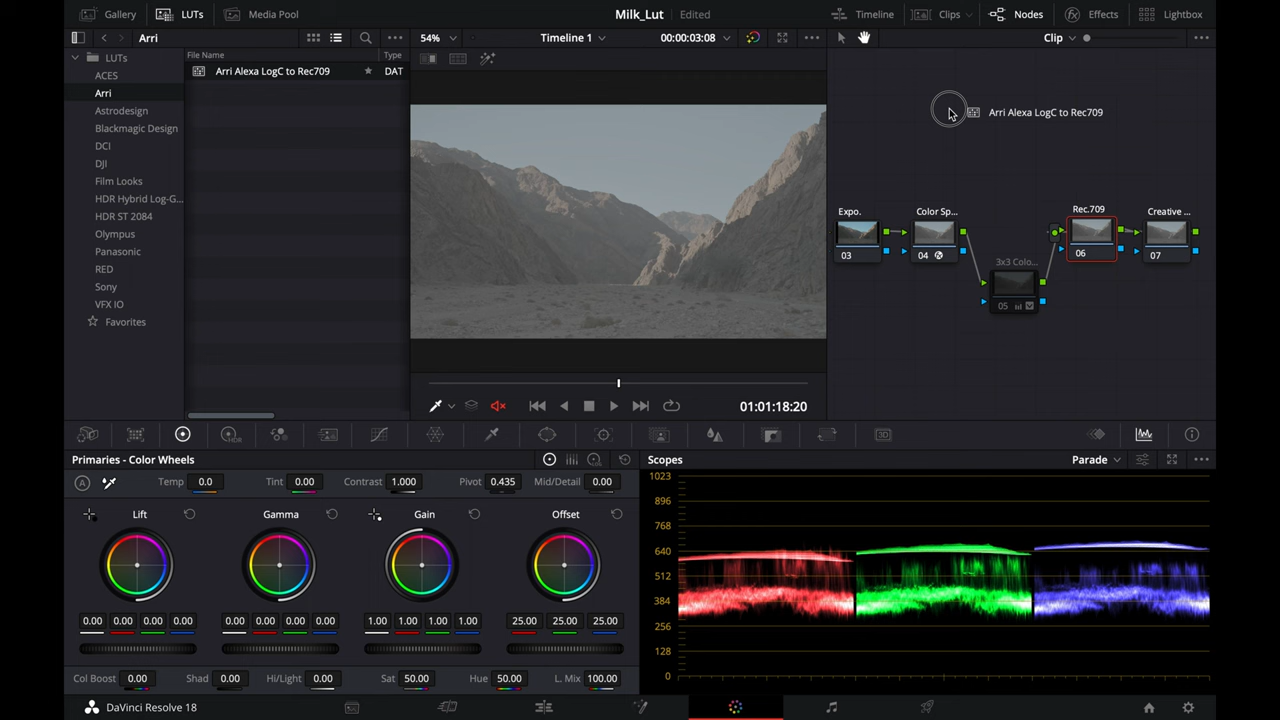 Gallery LUTs Media Pool Milk_Lut Edited Timeline Clips Nodes Effects Lightbox
Arri 54% Timeline 1 00:00:03:08 Clip
LUTs
ACES
Arri
Astrodesign
Blackmagic Design
DCI
DJI
Film Looks
HDR Hybrid Log-G...
HDR ST 2084
Olympus
Panasonic
RED
Sony
VFX IO
Favorites
File Name Type
Arri Alexa LogC to Rec709 DAT
01:01:18:20
Arri Alexa LogC to Rec709
Expo. Color Sp... Rec.709 Creative ...
03 04 06 07
3x3 Colo...
05
HDR
3D
Primaries - Color Wheels
A Temp 0.0 Tint 0.00 Contrast 1.000 Pivot 0.435 Mid/Detail 0.00
Lift Gamma Gain Offset
0.00 0.00 0.00 0.00 0.00 0.00 0.00 0.00 1.00 1.00 1.00 1.00 25.00 25.00 25.00
Col Boost 0.00 Shad 0.00 Hi/Light 0.00 Sat 50.00 Hue 50.00 L. Mix 100.00
Scopes Parade
1023
896
768
640
512
384
256
128
0
DaVinci Resolve 18